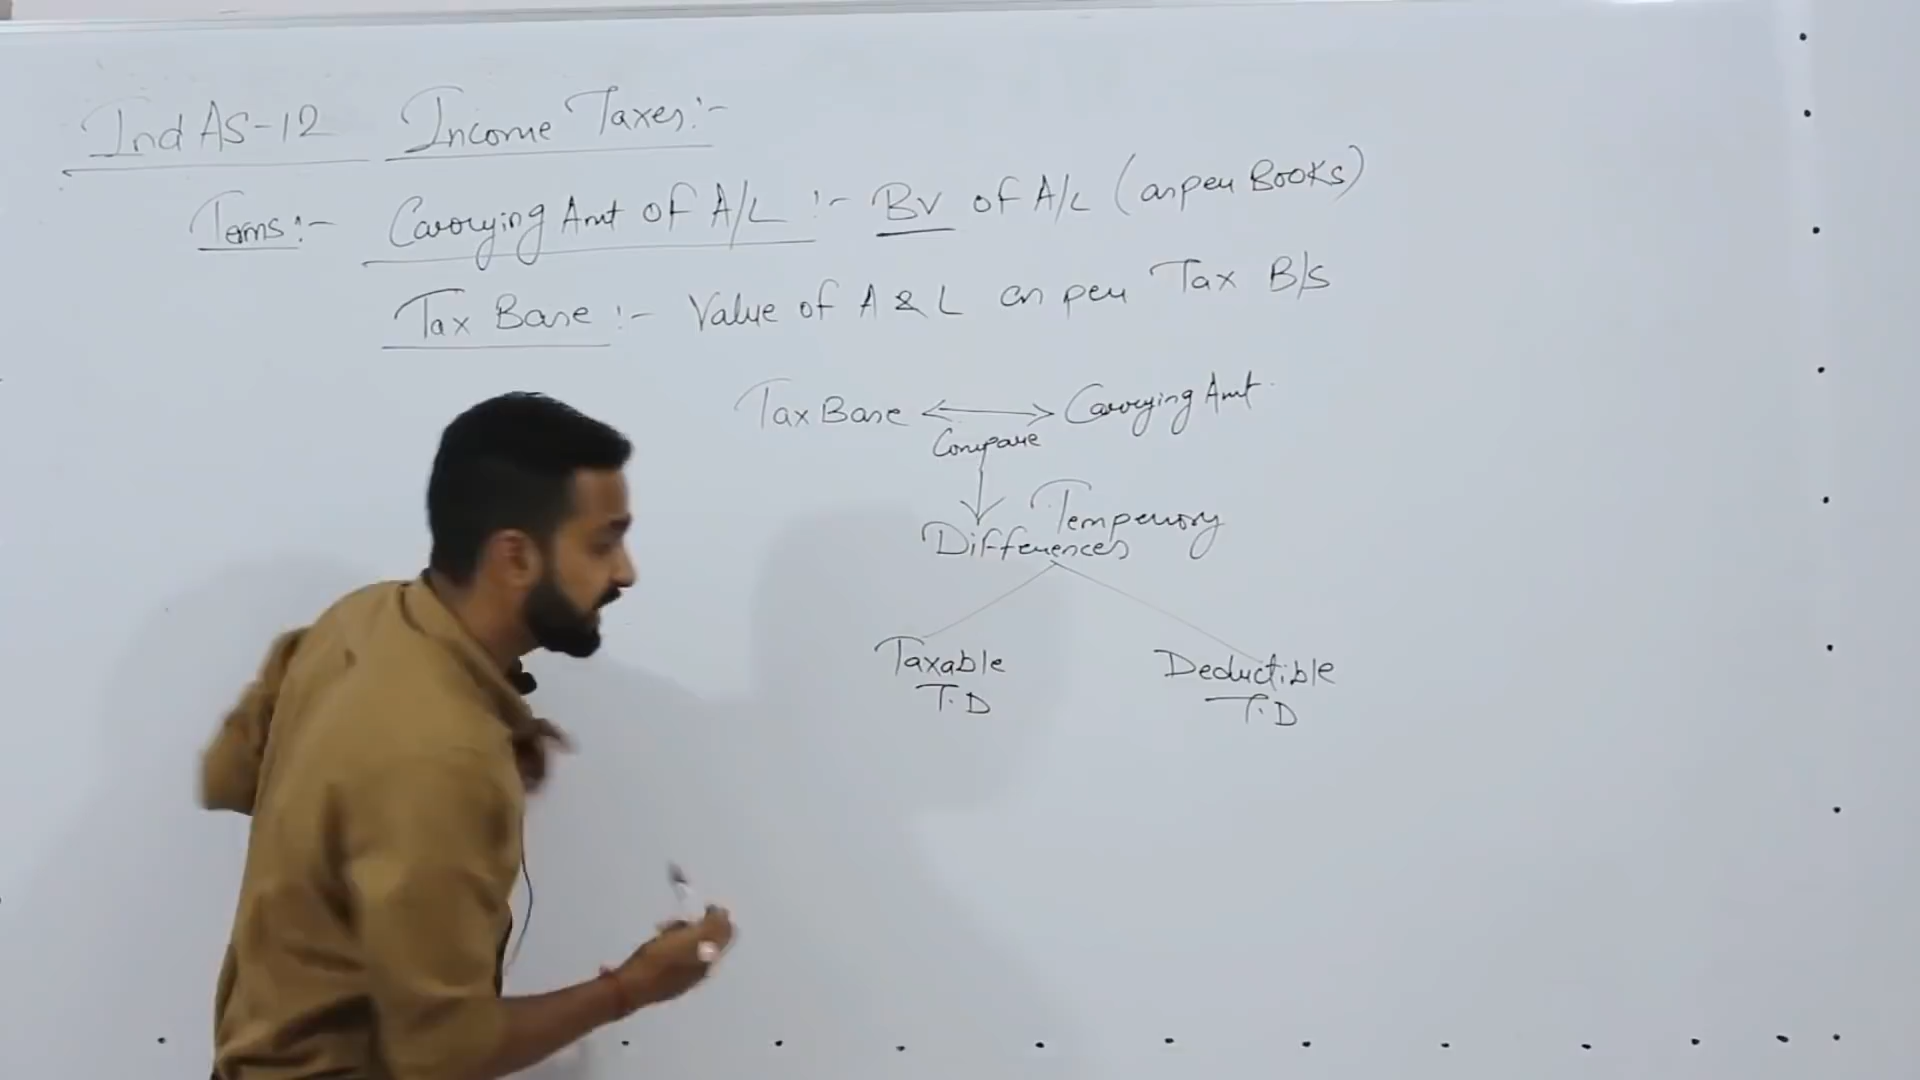 Ind AS-12 Income Taxes:-
Terms:- Carrying Amt of A/L :- BV of A/L (as per Books)
Tax Base :- Value of A & L as per Tax B/s
Tax Base <-> Carrying Amt.
Compare
Temperory
Differences
Taxable Deductible
T.D T.D